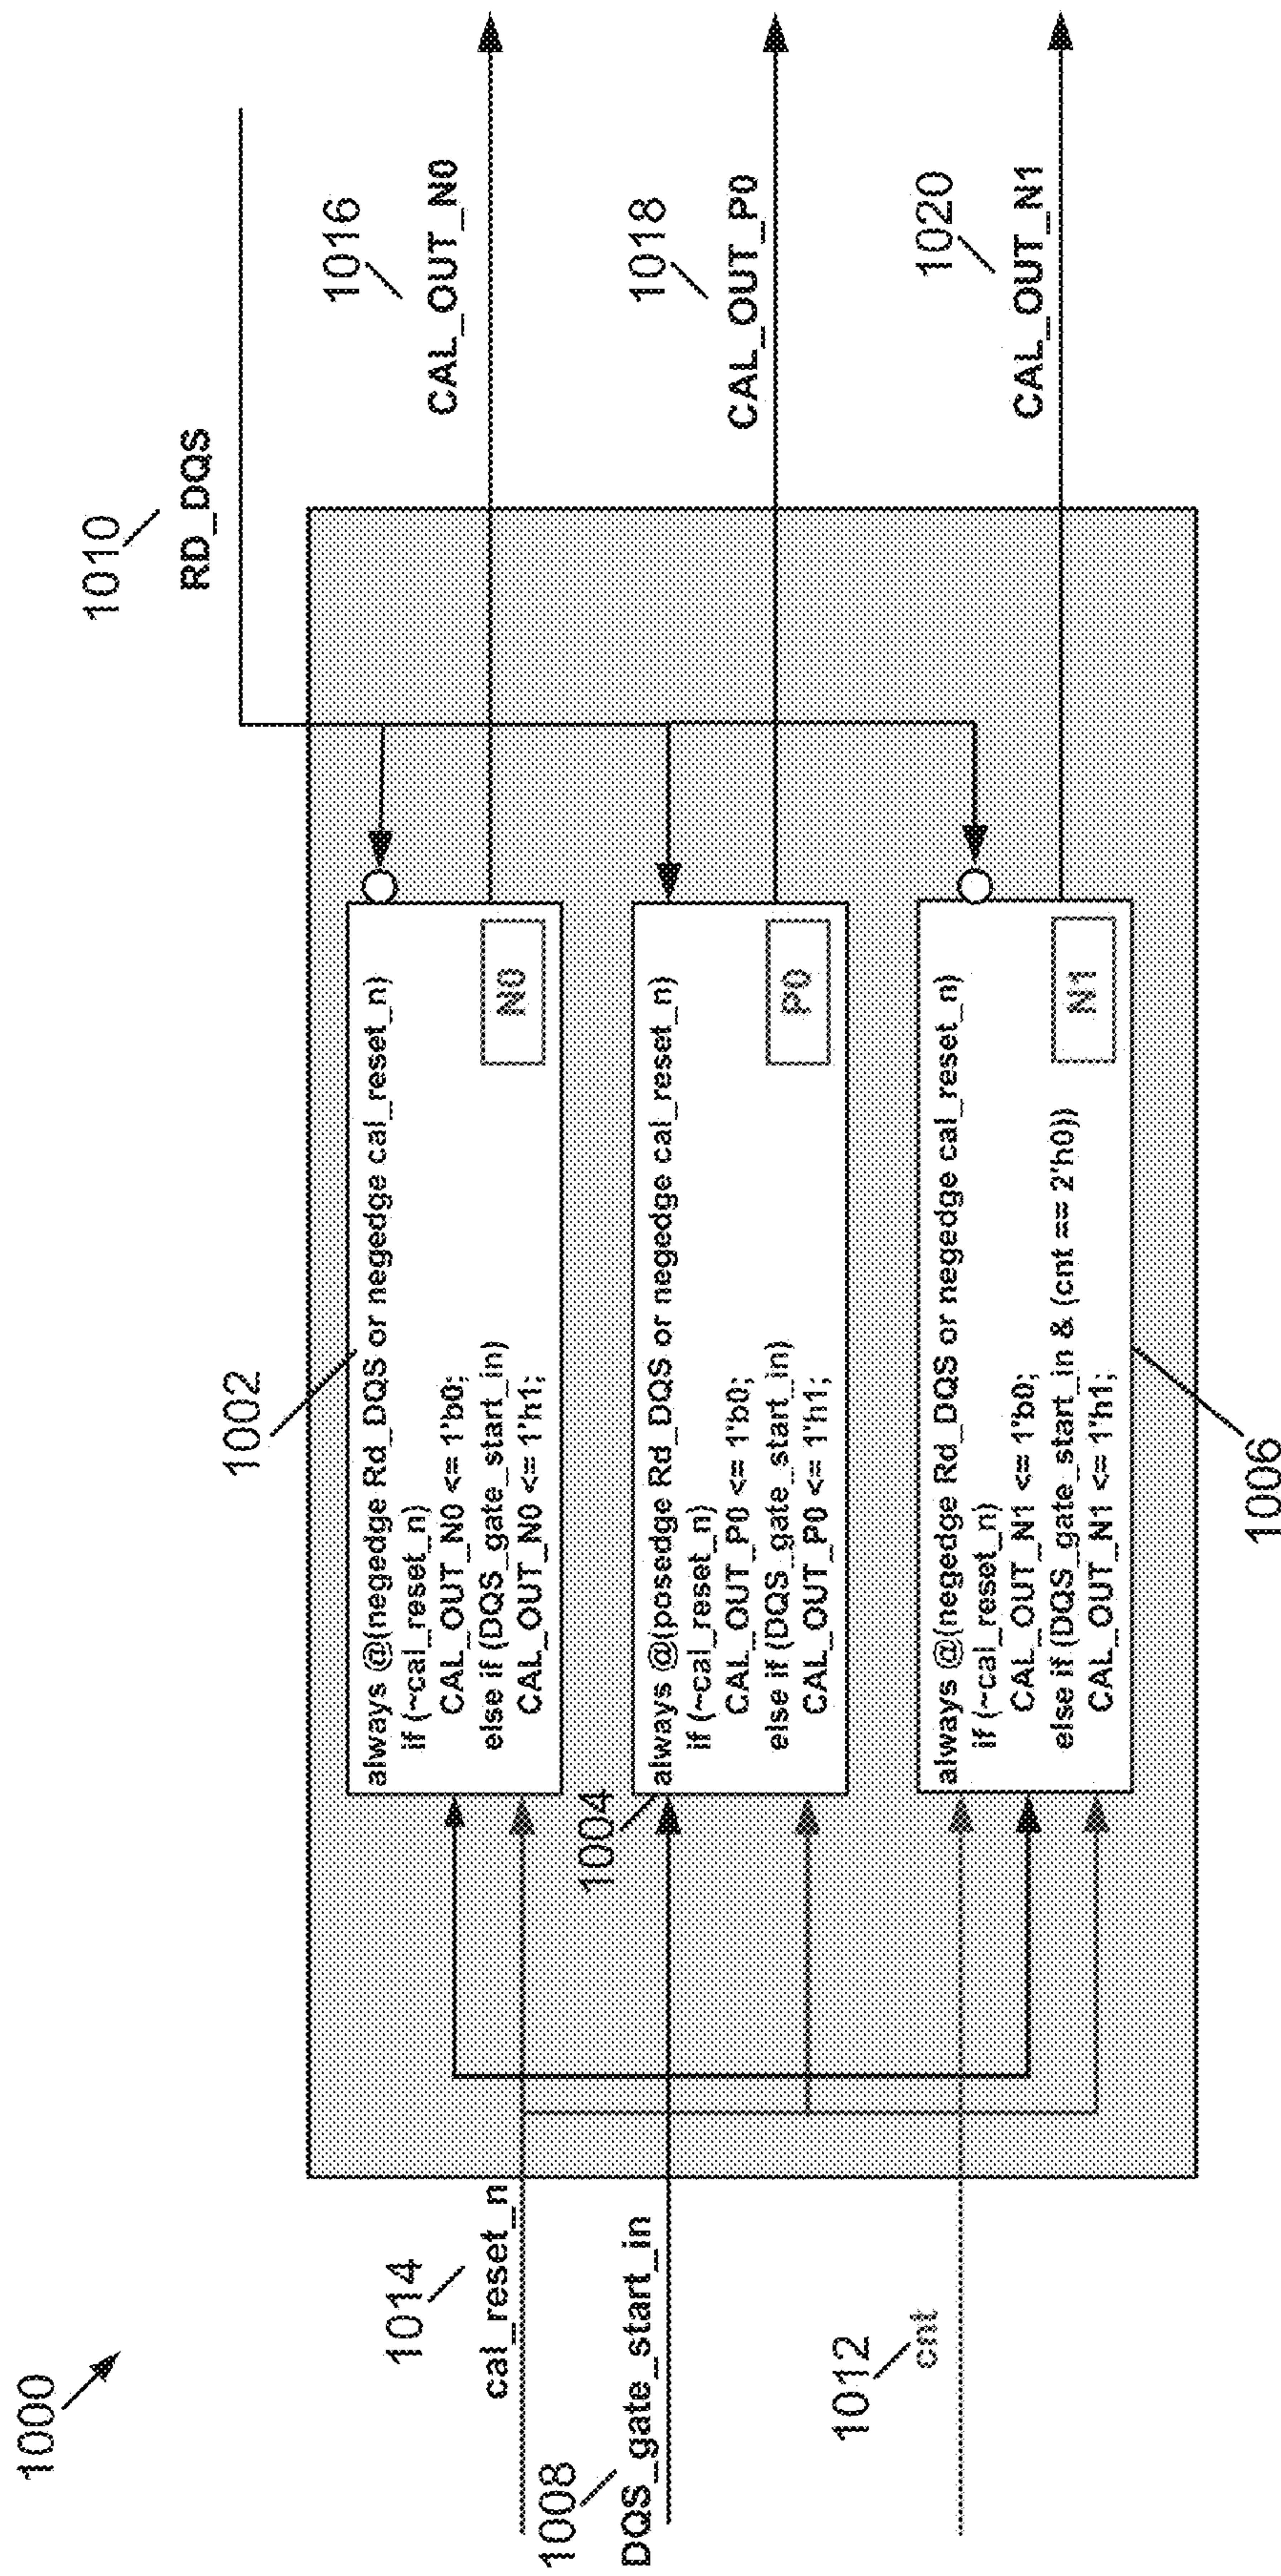 1000
1010
RD_DQS
1014
cal_reset_n
1002
always @(negedge Rd_DQS or negedge cal_reset_n)
if (~cal_reset_n)
CAL_OUT_N0 <= 1'b0;
else if (DQS_gate_start_in)
CAL_OUT_N0 <= 1'h1;
N0
1016
CAL_OUT_N0
1008
DQS_gate_start_in
1004
always @(posedge Rd_DQS or negedge cal_reset_n)
if (~cal_reset_n)
CAL_OUT_P0 <= 1'b0;
else if (DQS_gate_start_in)
CAL_OUT_P0 <= 1'h1;
P0
1018
CAL_OUT_P0
1012
cnt
always @(negedge Rd_DQS or negedge cal_reset_n)
if (~cal_reset_n)
CAL_OUT_N1 <= 1'b0;
else if (DQS_gate_start_in & (cnt == 2'h0))
CAL_OUT_N1 <= 1'h1;
N1
1020
CAL_OUT_N1
1006